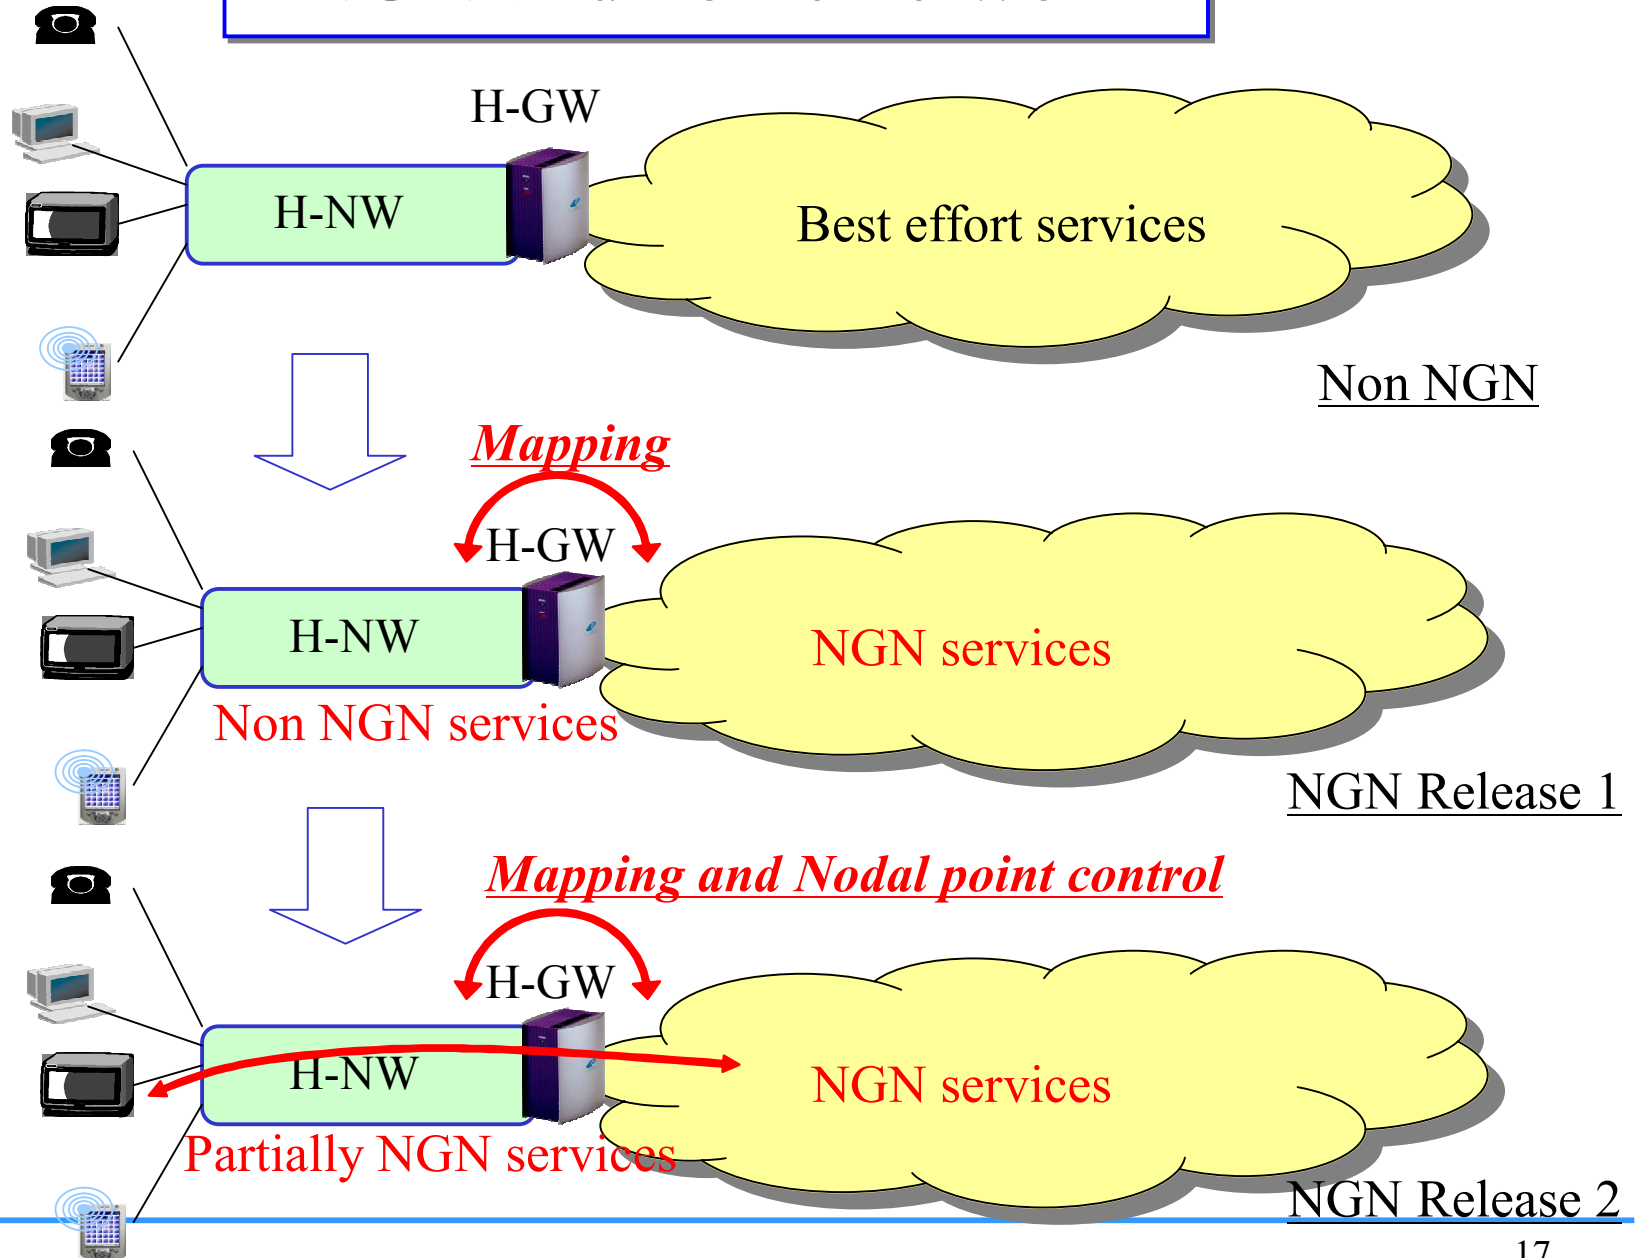 H-GW
H-NW
Best effort services
Non NGN
Mapping
H-GW
H-NW
NGN services
Non NGN services
NGN Release 1
Mapping and Nodal point control
H-GW
H-NW
NGN services
Partially NGN services
NGN Release 2
17